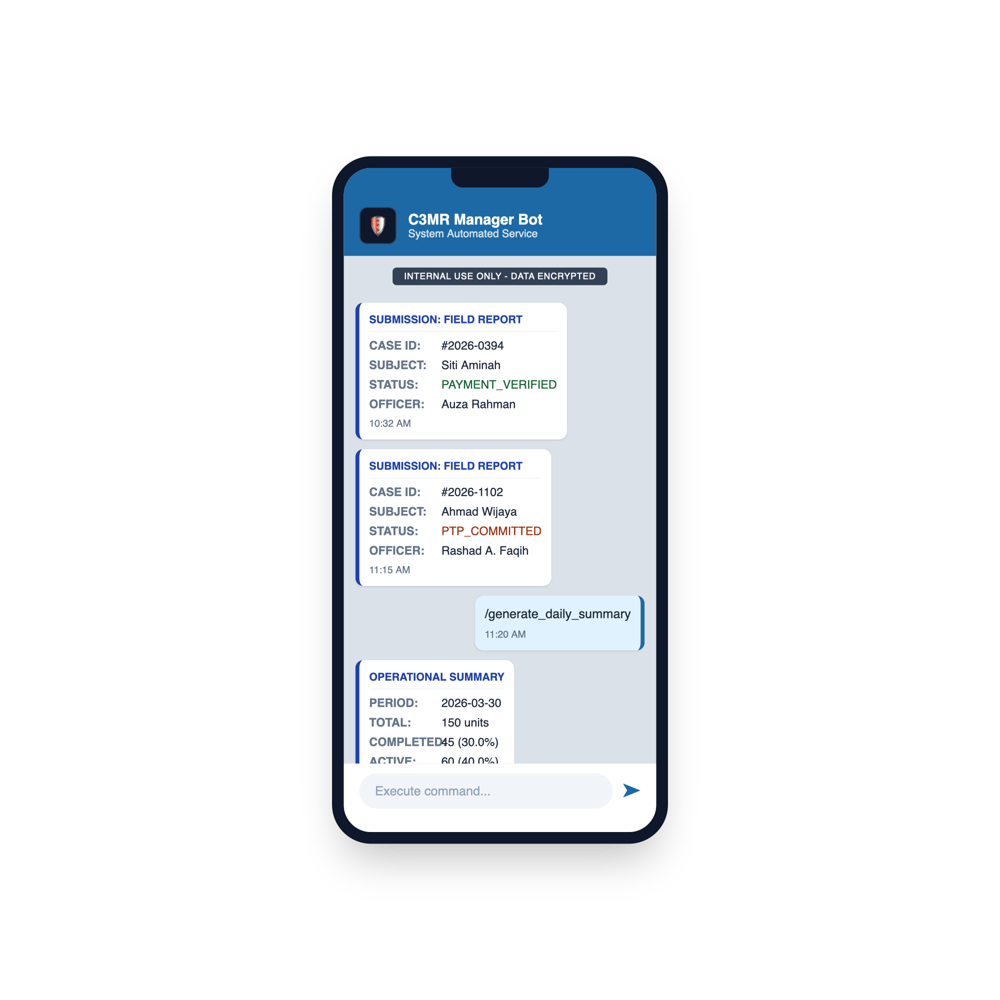 C3MR Manager Bot
System Automated Service
INTERNAL USE ONLY - DATA ENCRYPTED
SUBMISSION: FIELD REPORT
CASE ID: #2026-0394
SUBJECT: Siti Aminah
STATUS: PAYMENT_VERIFIED
OFFICER: Auza Rahman
10:32 AM
SUBMISSION: FIELD REPORT
CASE ID: #2026-1102
SUBJECT: Ahmad Wijaya
STATUS: PTP_COMMITTED
OFFICER: Rashad A. Faqih
11:15 AM
/generate_daily_summary
11:20 AM
OPERATIONAL SUMMARY
PERIOD: 2026-03-30
TOTAL: 150 units
COMPLETED: 45 (30.0%)
ACTIVE: 60 (40.0%)
Execute command...